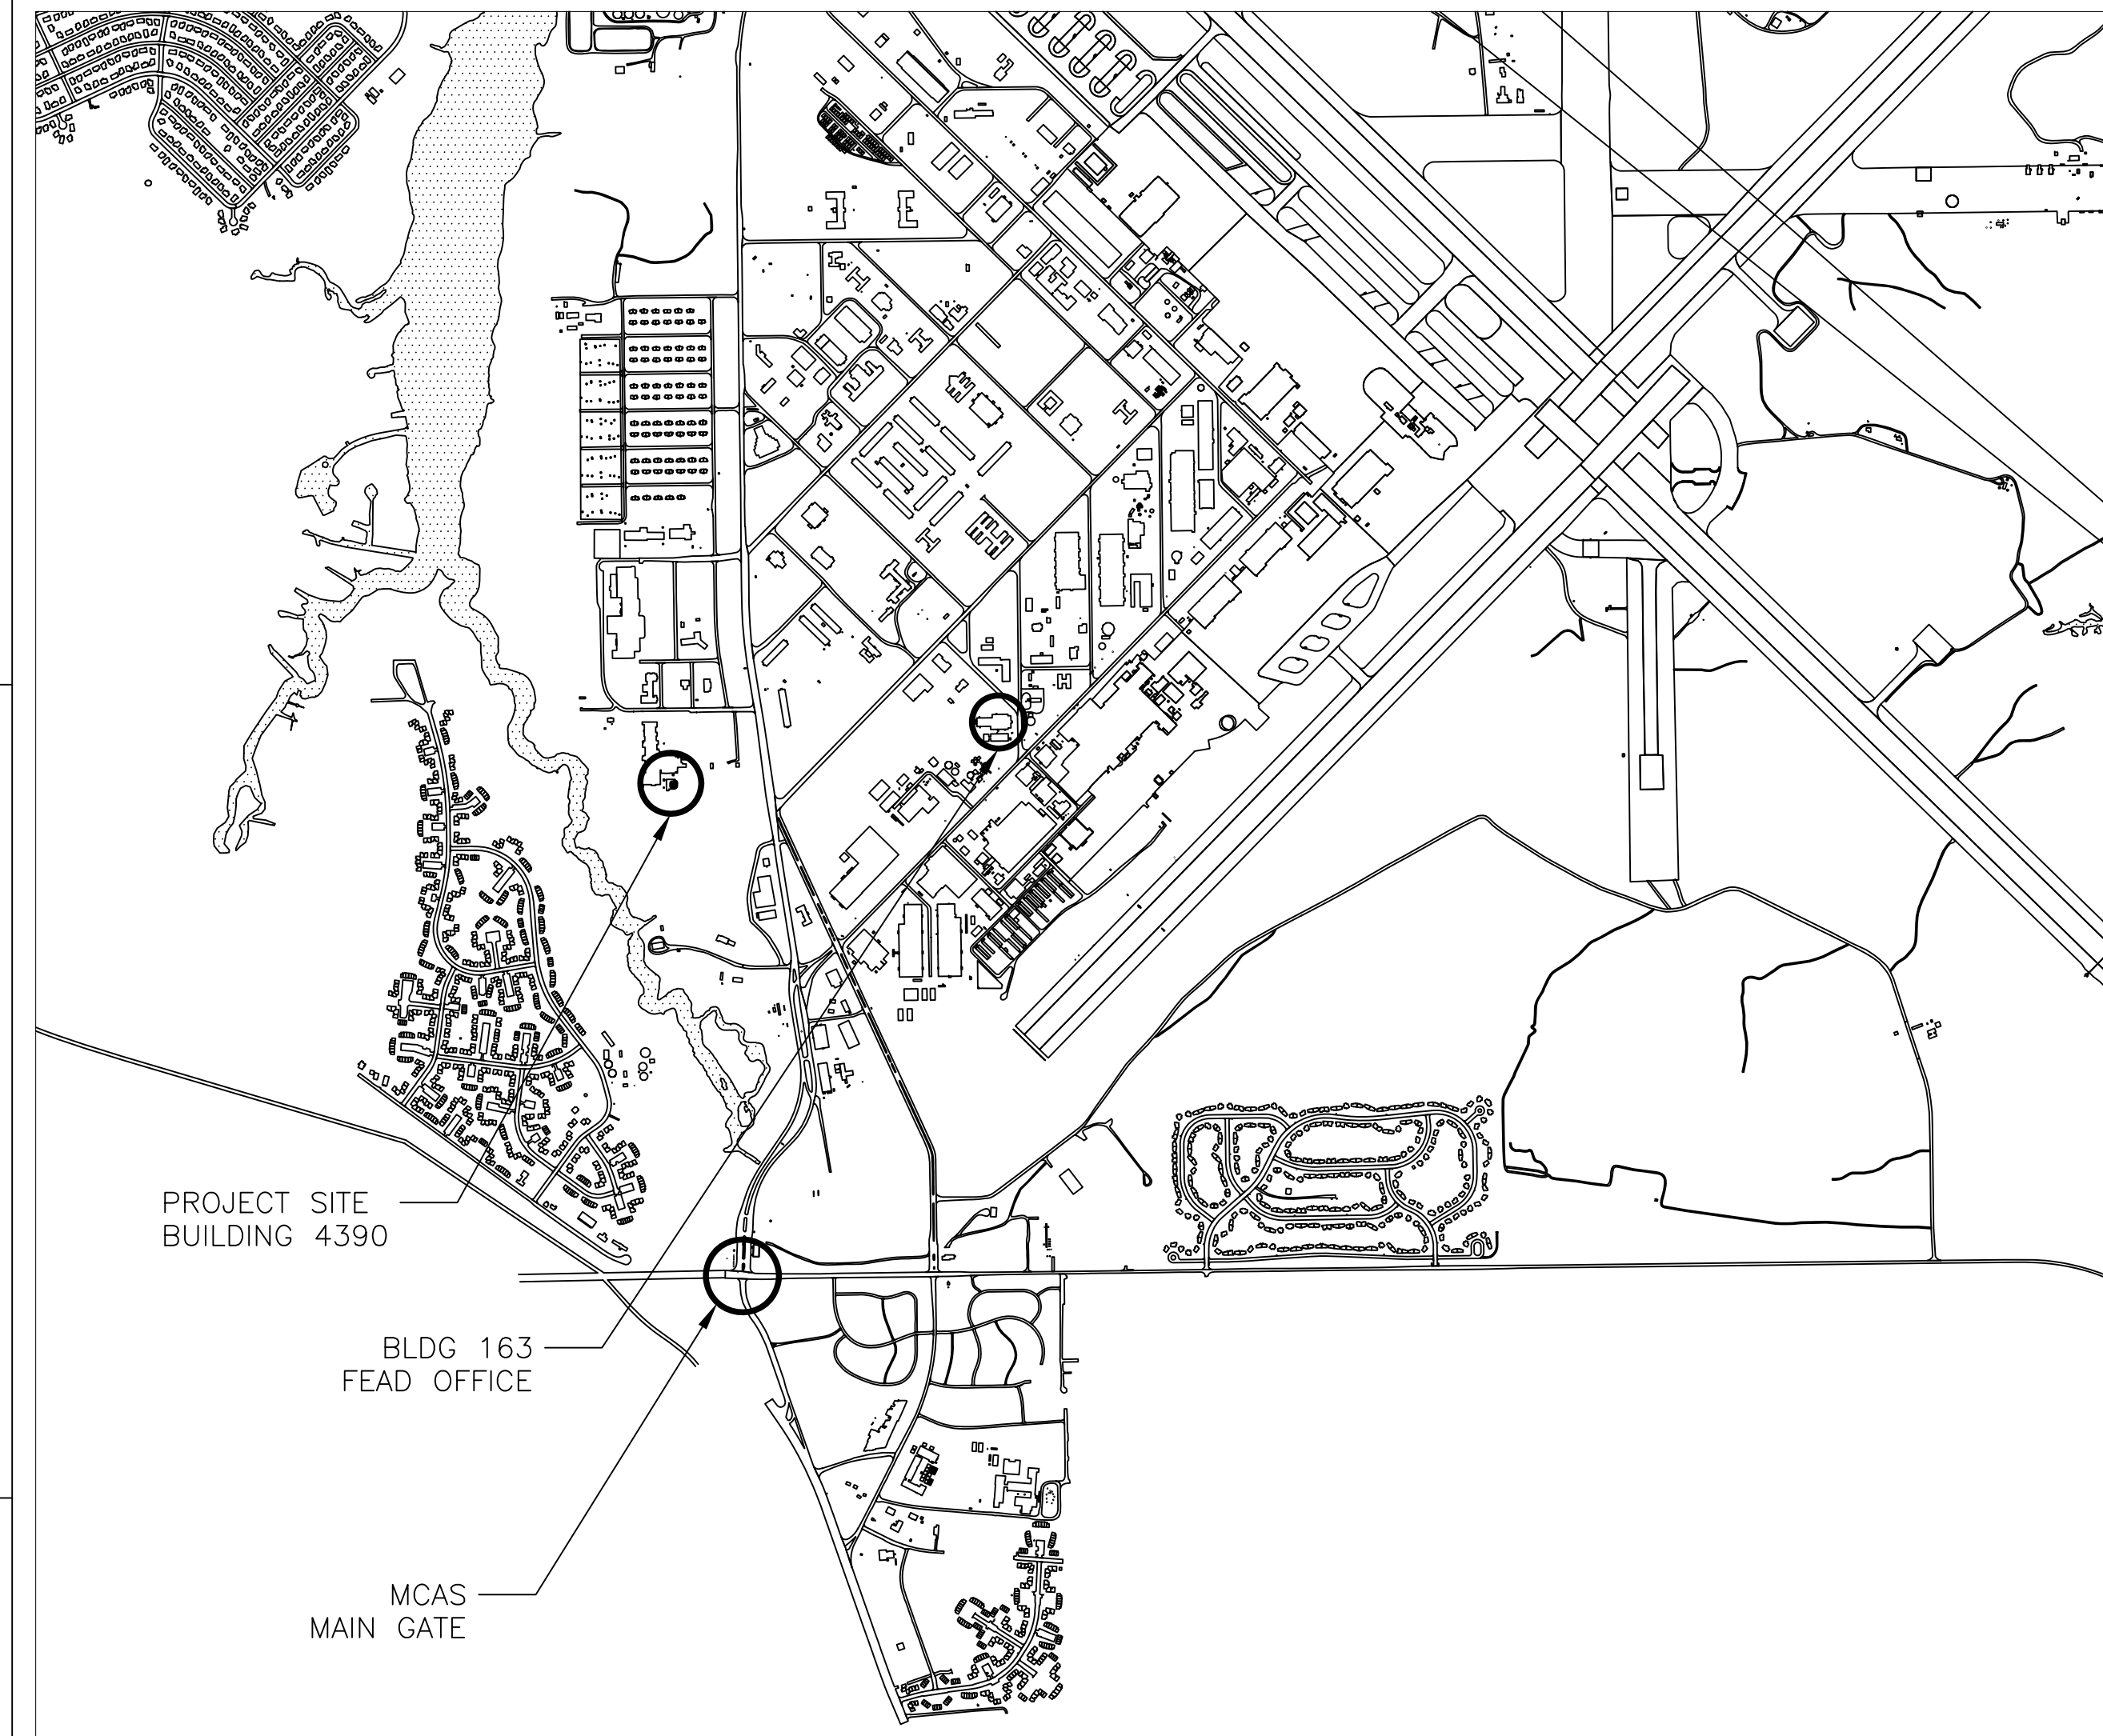 PROJECT SITE
BUILDING 4390
BLDG 163
FEAD OFFICE
MCAS
MAIN GATE